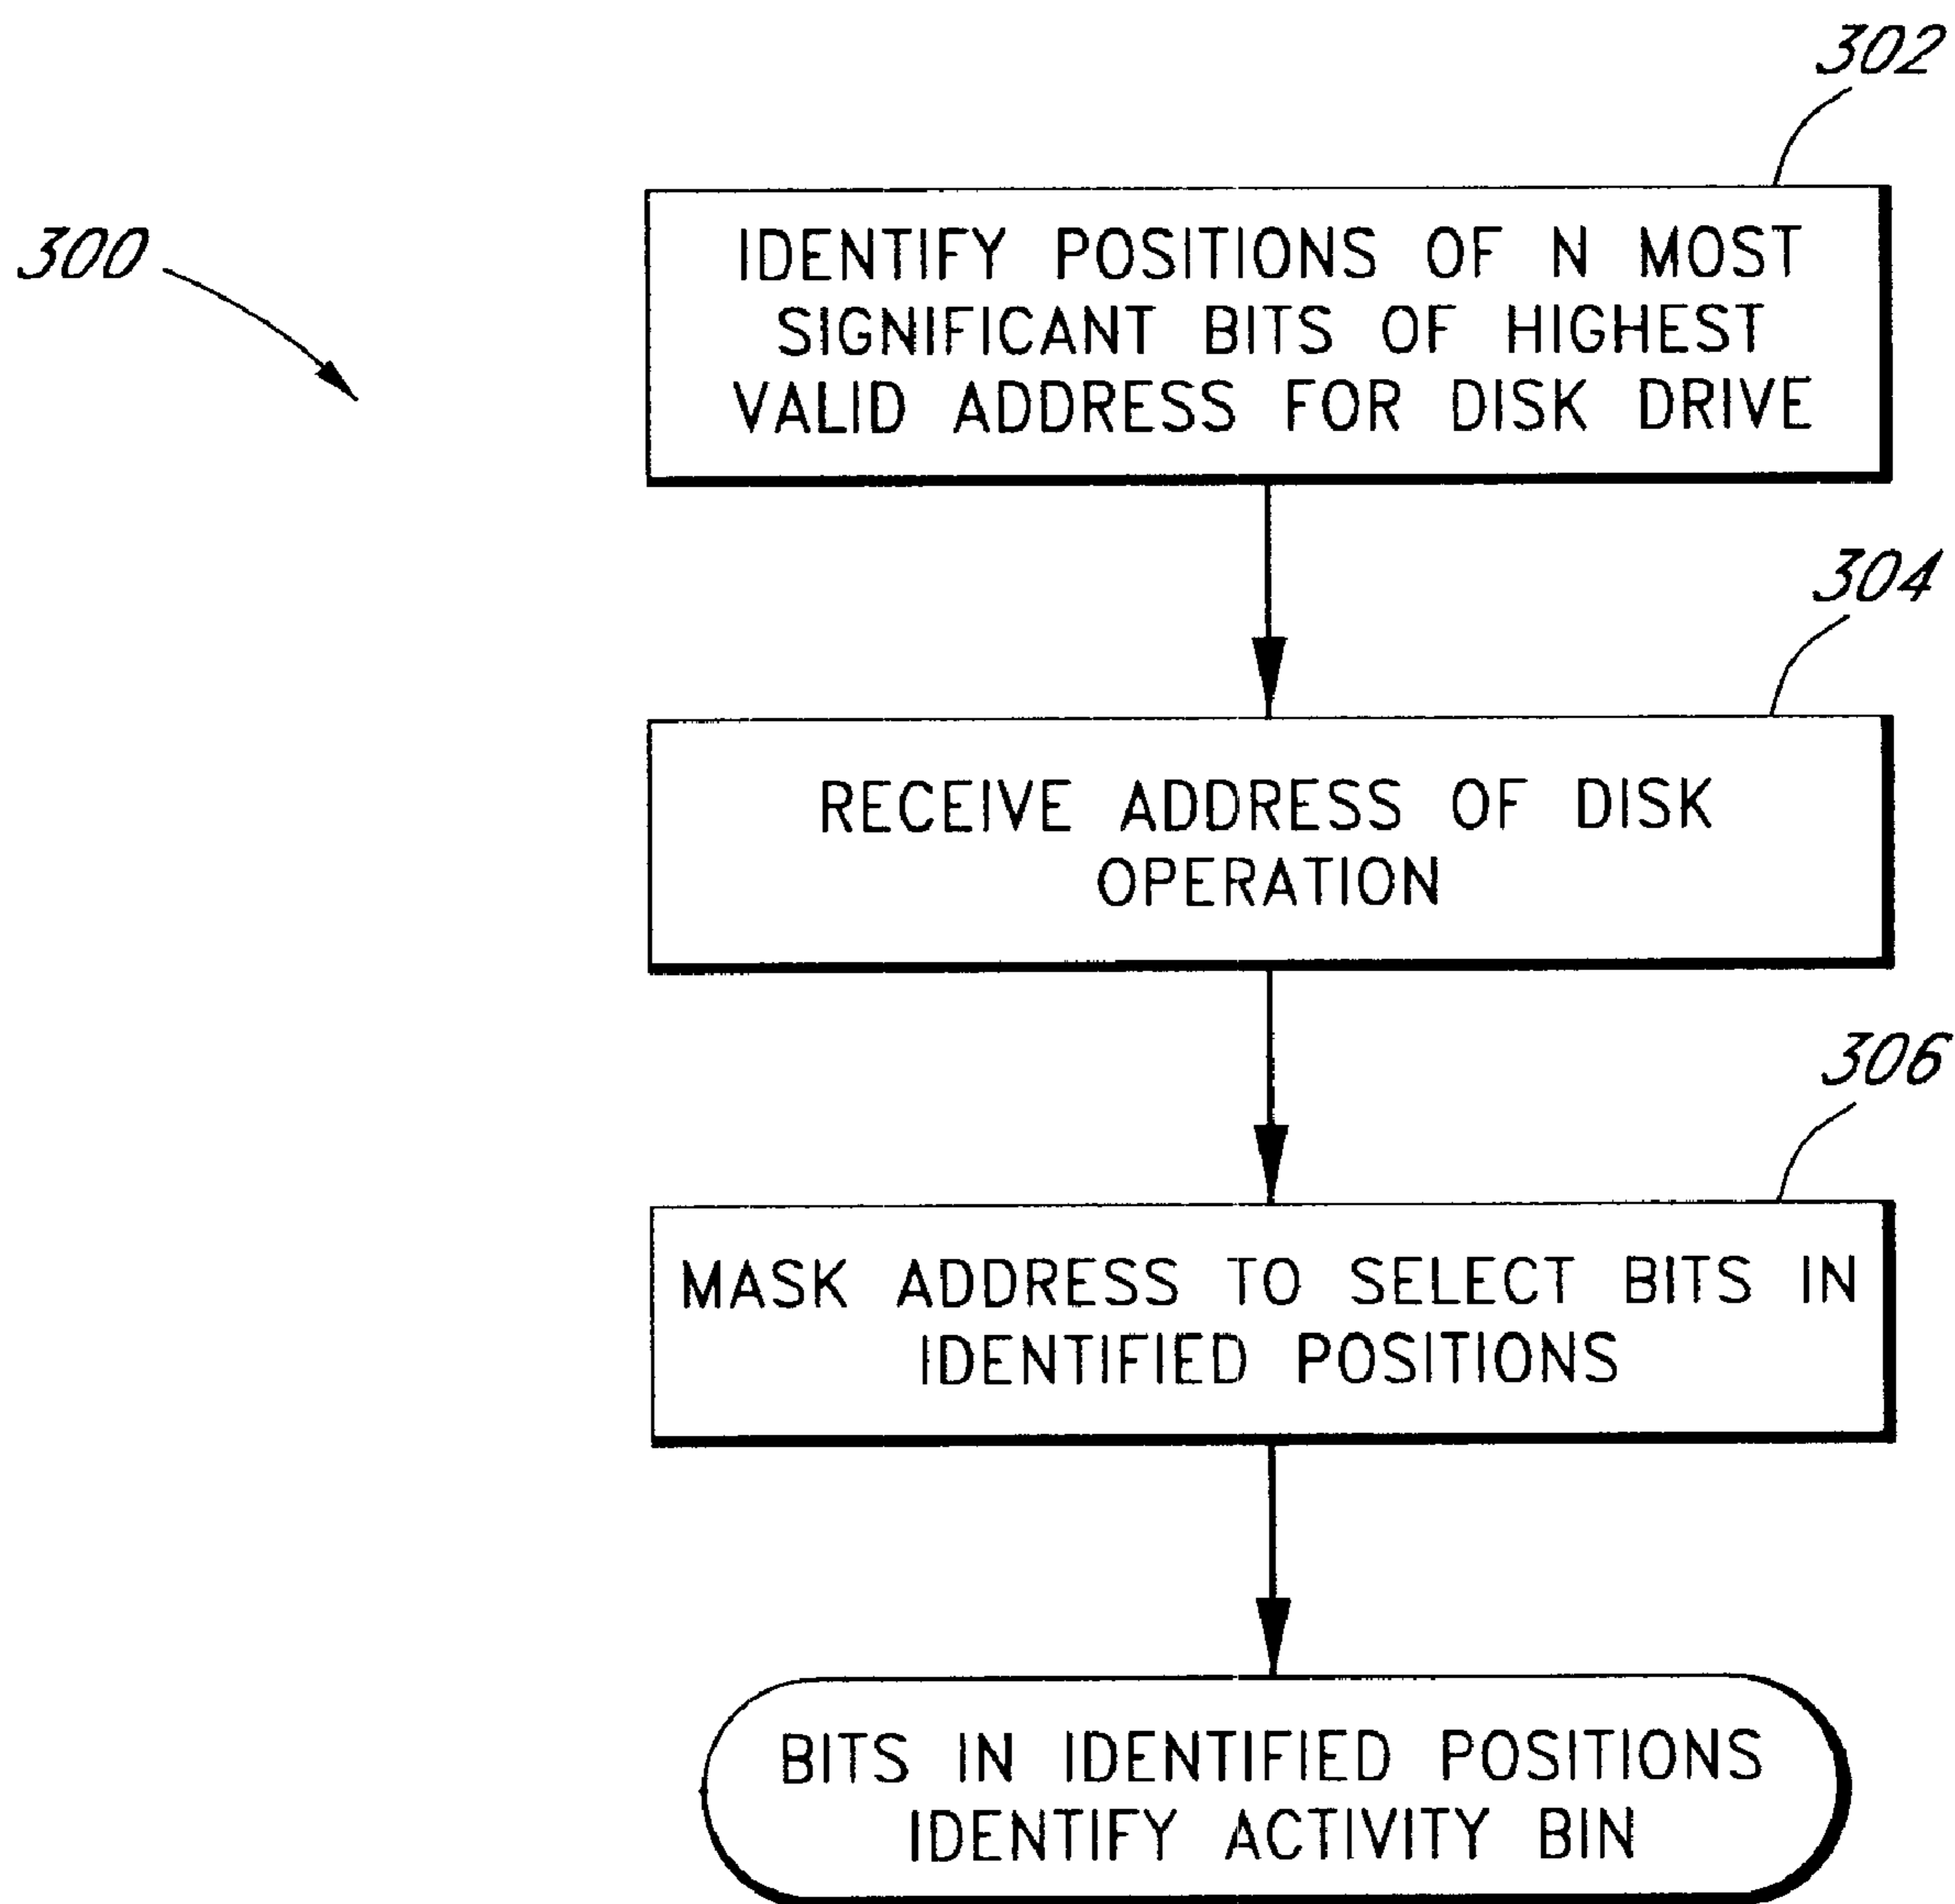 302
300
IDENTIFY POSITIONS OF N MOST
SIGNIFICANT BITS OF HIGHEST
VALID ADDRESS FOR DISK DRIVE
304
RECEIVE ADDRESS OF DISK
OPERATION
306
MASK ADDRESS TO SELECT BITS IN
IDENTIFIED POSITIONS
BITS IN IDENTIFIED POSITIONS
IDENTIFY ACTIVITY BIN